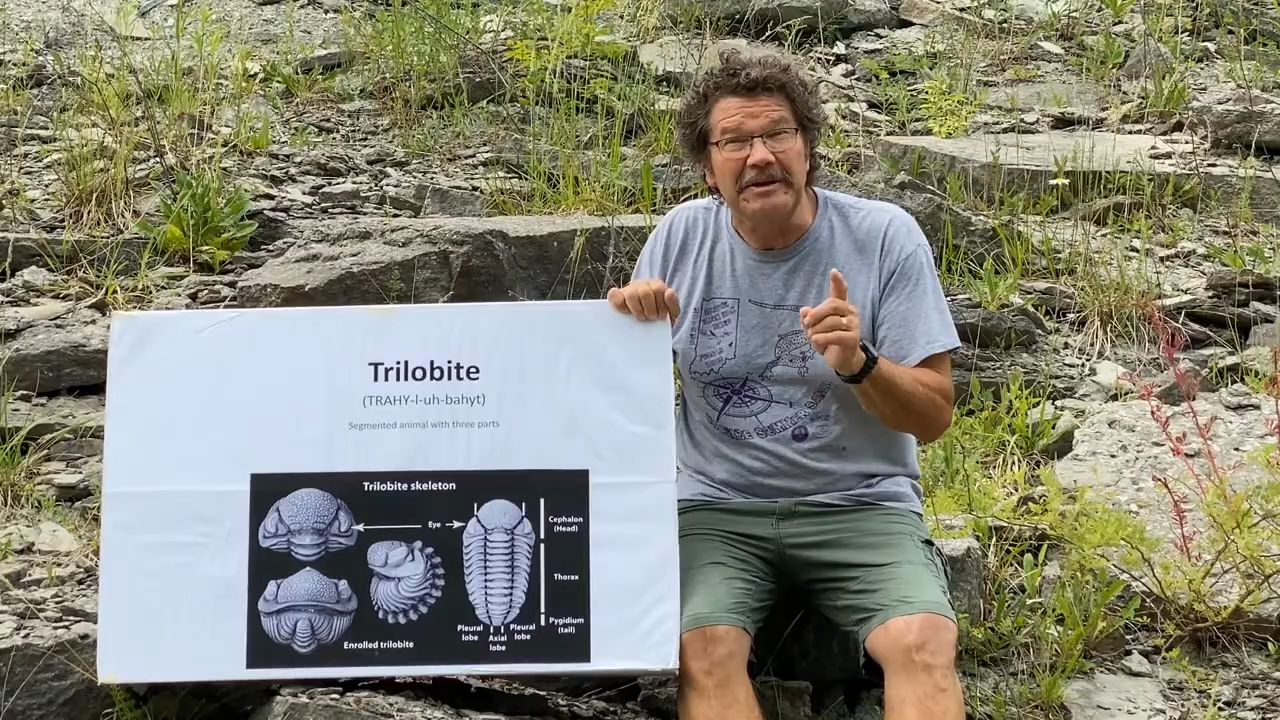 Trilobite
(TRAHY-l-uh-bahyt)
Segmented animal with three parts
Trilobite skeleton
Eye
Cephalon
(Head)
Thorax
Pygidium
(tail)
Pleural
lobe
Axial
lobe
Pleural
lobe
Enrolled trilobite